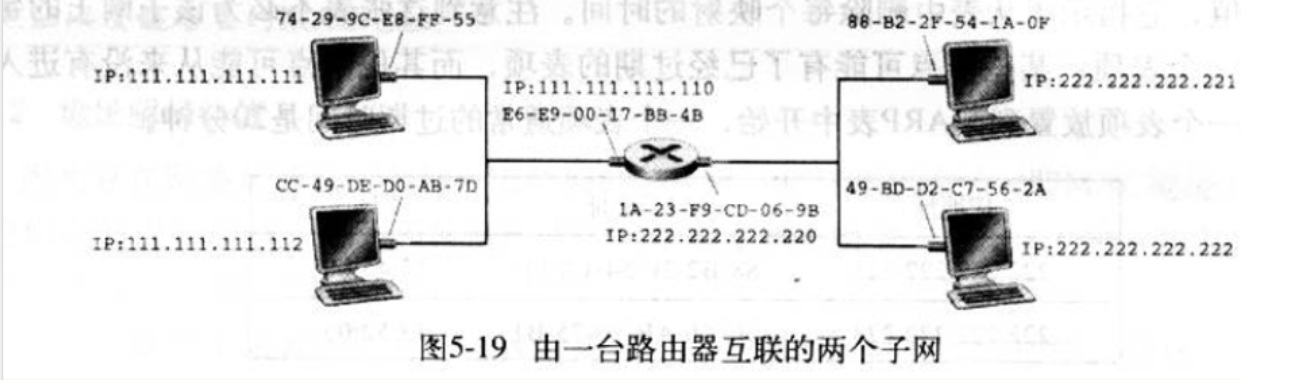 74-29-9C-E8-FF-55
88-B2-2F-54-1A-0F
IP:111.111.111.111
IP:111.111.111.110
IP:222.222.222.221
E6-E9-00-17-BB-4B
CC-49-DE-D0-AB-7D
49-BD-D2-C7-56-2A
1A-23-F9-CD-06-9B
IP:111.111.111.112
IP:222.222.222.220
IP:222.222.222.222
图5-19 由一台路由器互联的两个子网